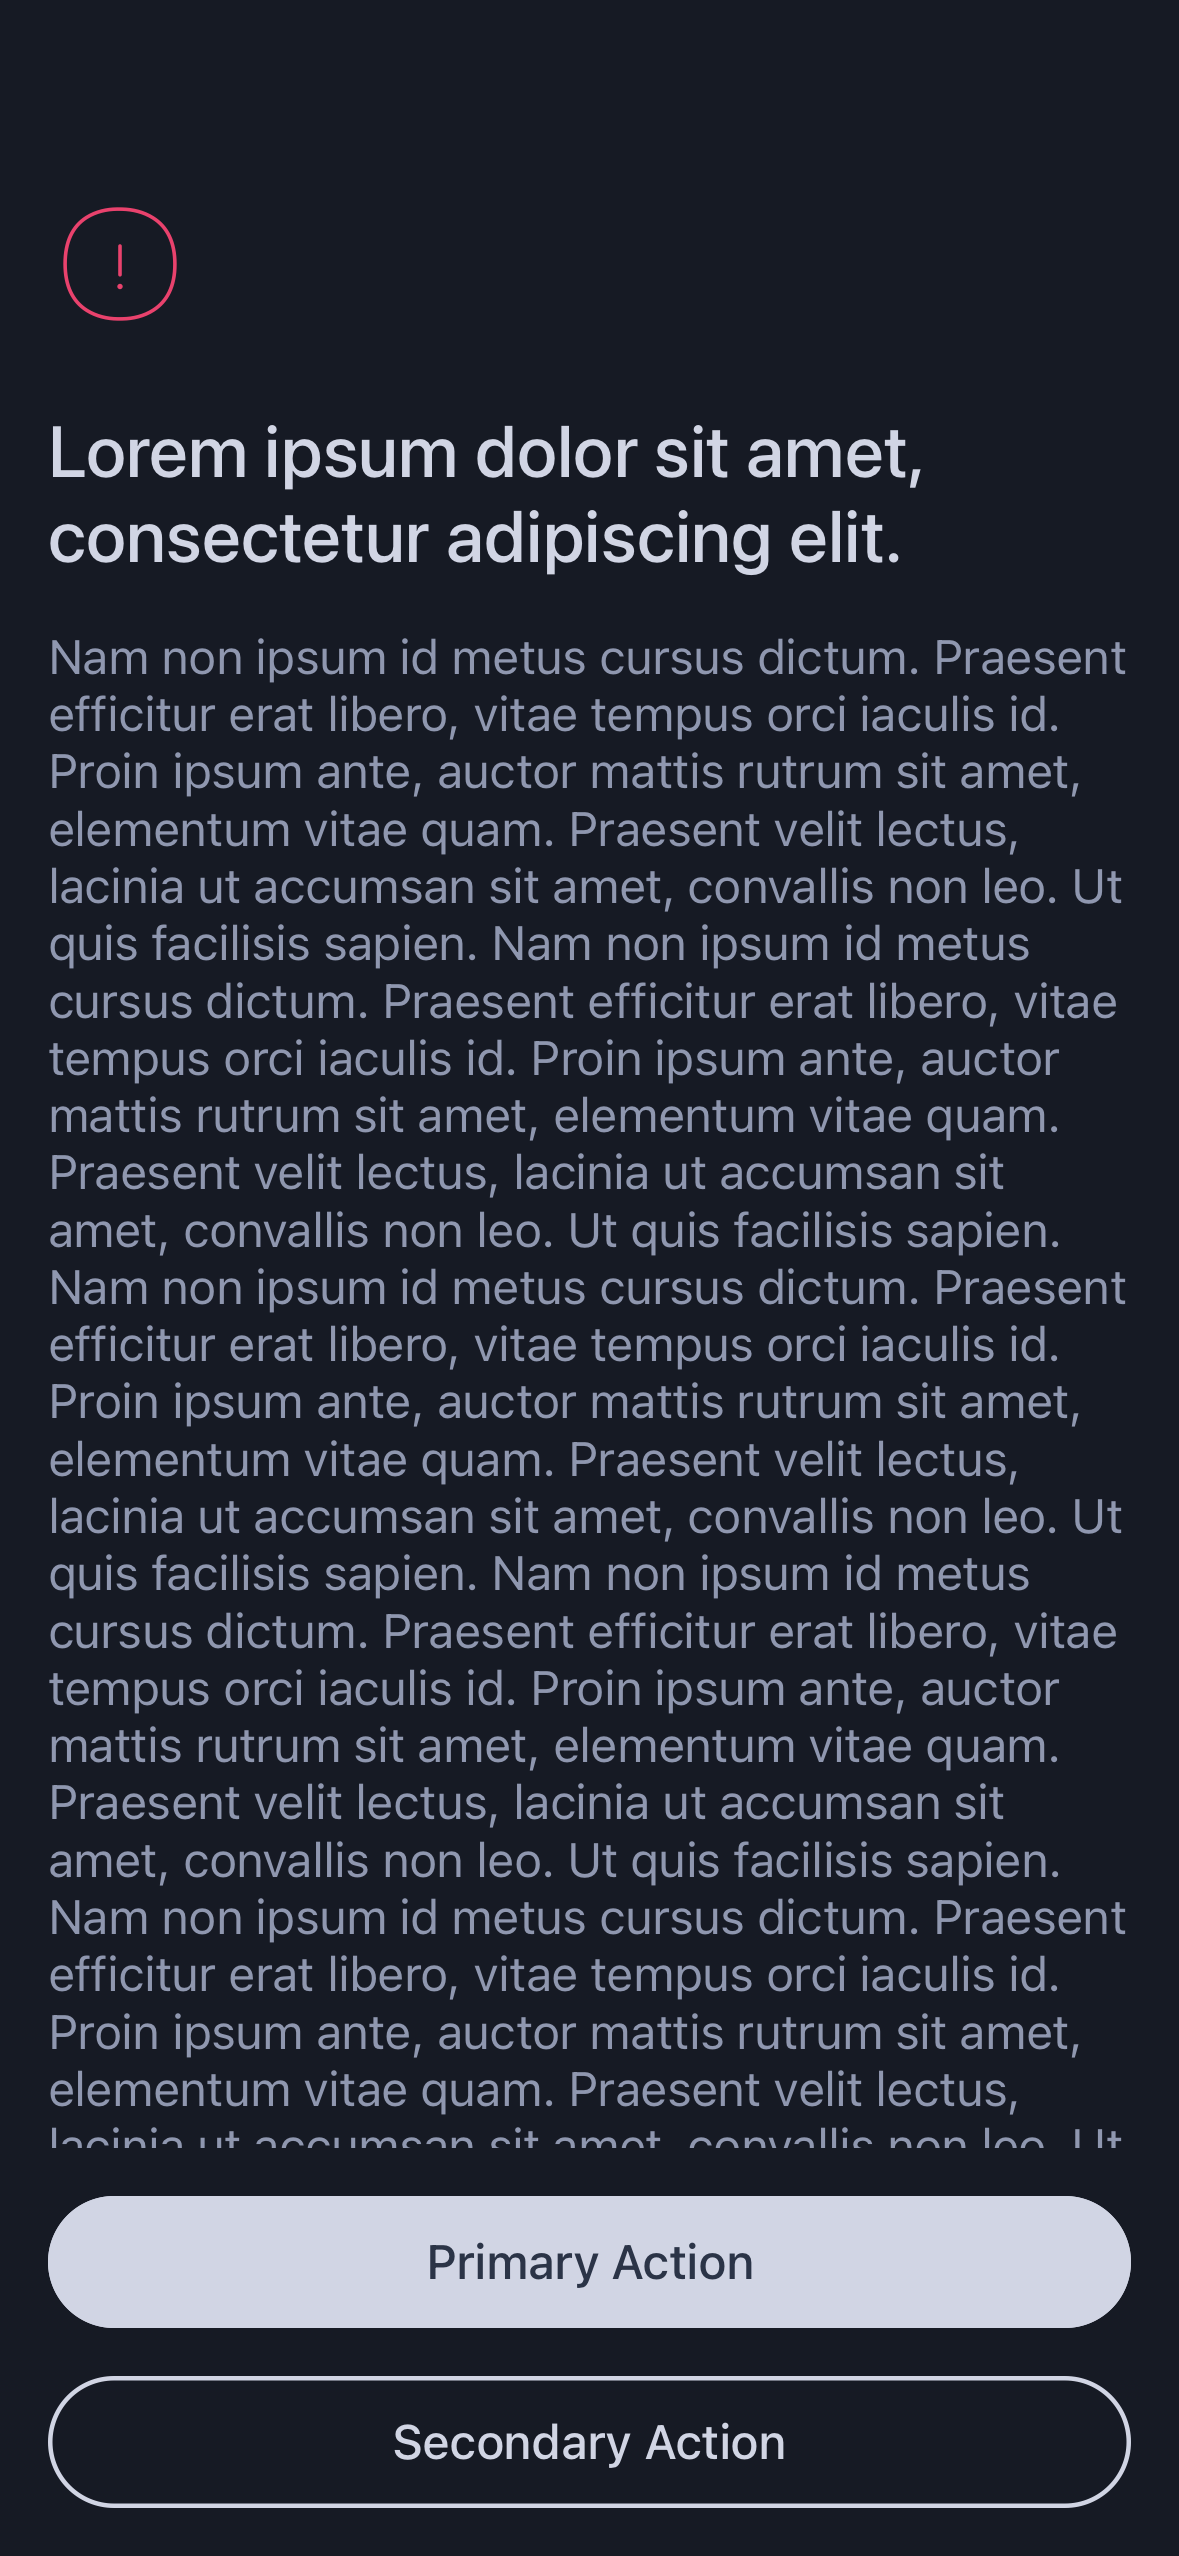 !
Lorem ipsum dolor sit amet,
consectetur adipiscing elit.
Nam non ipsum id metus cursus dictum. Praesent
efficitur erat libero, vitae tempus orci iaculis id.
Proin ipsum ante, auctor mattis rutrum sit amet,
elementum vitae quam. Praesent velit lectus,
lacinia ut accumsan sit amet, convallis non leo. Ut
quis facilisis sapien. Nam non ipsum id metus
cursus dictum. Praesent efficitur erat libero, vitae
tempus orci iaculis id. Proin ipsum ante, auctor
mattis rutrum sit amet, elementum vitae quam.
Praesent velit lectus, lacinia ut accumsan sit
amet, convallis non leo. Ut quis facilisis sapien.
Nam non ipsum id metus cursus dictum. Praesent
efficitur erat libero, vitae tempus orci iaculis id.
Proin ipsum ante, auctor mattis rutrum sit amet,
elementum vitae quam. Praesent velit lectus,
lacinia ut accumsan sit amet, convallis non leo. Ut
quis facilisis sapien. Nam non ipsum id metus
cursus dictum. Praesent efficitur erat libero, vitae
tempus orci iaculis id. Proin ipsum ante, auctor
mattis rutrum sit amet, elementum vitae quam.
Praesent velit lectus, lacinia ut accumsan sit
amet, convallis non leo. Ut quis facilisis sapien.
Nam non ipsum id metus cursus dictum. Praesent
efficitur erat libero, vitae tempus orci iaculis id.
Proin ipsum ante, auctor mattis rutrum sit amet,
elementum vitae quam. Praesent velit lectus,
lacinia ut accumsan sit amet, convallis non leo. Ut
Primary Action
Secondary Action